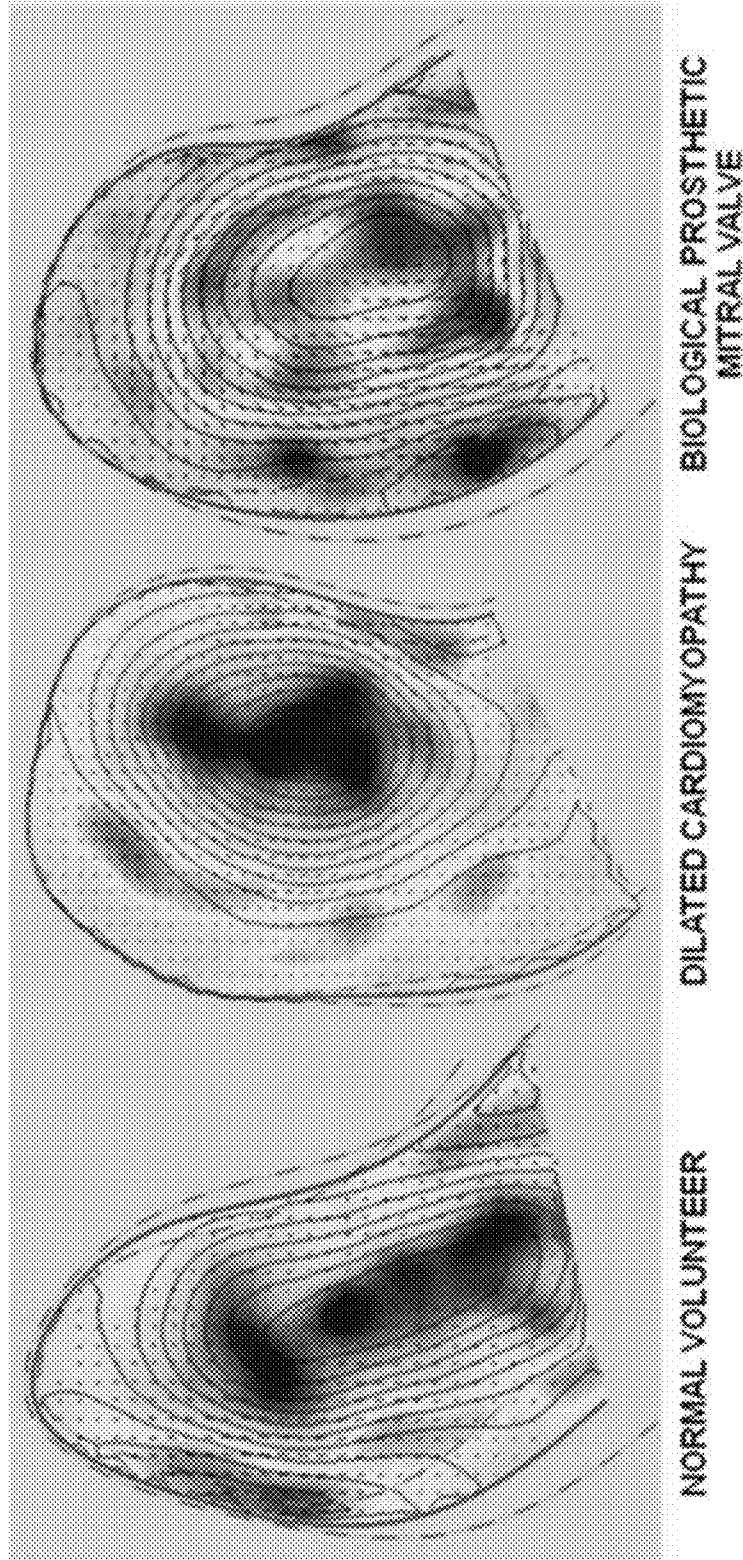 NORMAL VOLUNTEER
DILATED CARDIOMYOPATHY
BIOLOGICAL PROSTHETIC
MITRAL VALVE